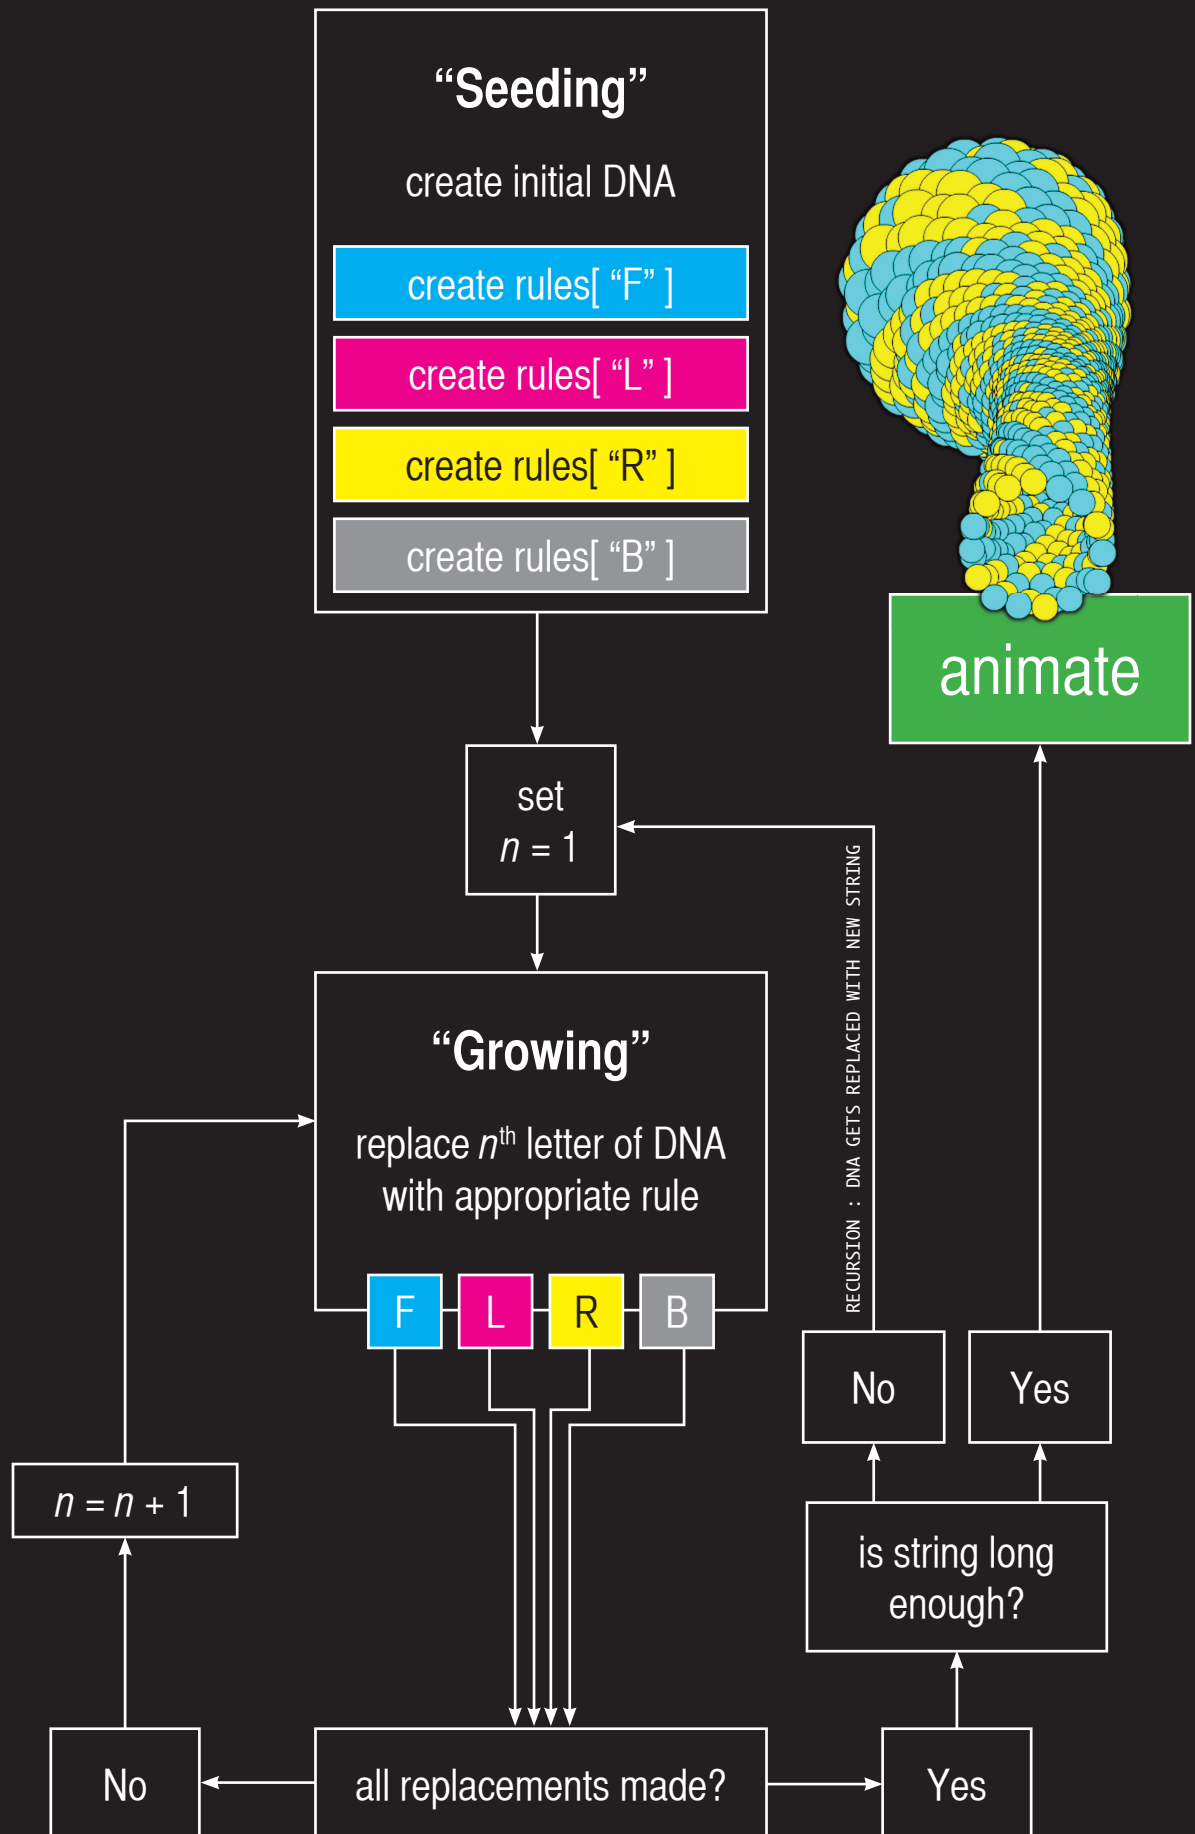 “Seeding”
create initial DNA
create rules[ “F” ]
create rules[ “L” ]
create rules[ “R” ]
create rules[ “B” ]
animate
set
n = 1
RECURSION : DNA GETS REPLACED WITH NEW STRING
“Growing”
replace nth letter of DNA
with appropriate rule
F L R B
No
Yes
n = n + 1
is string long
enough?
No
all replacements made?
Yes